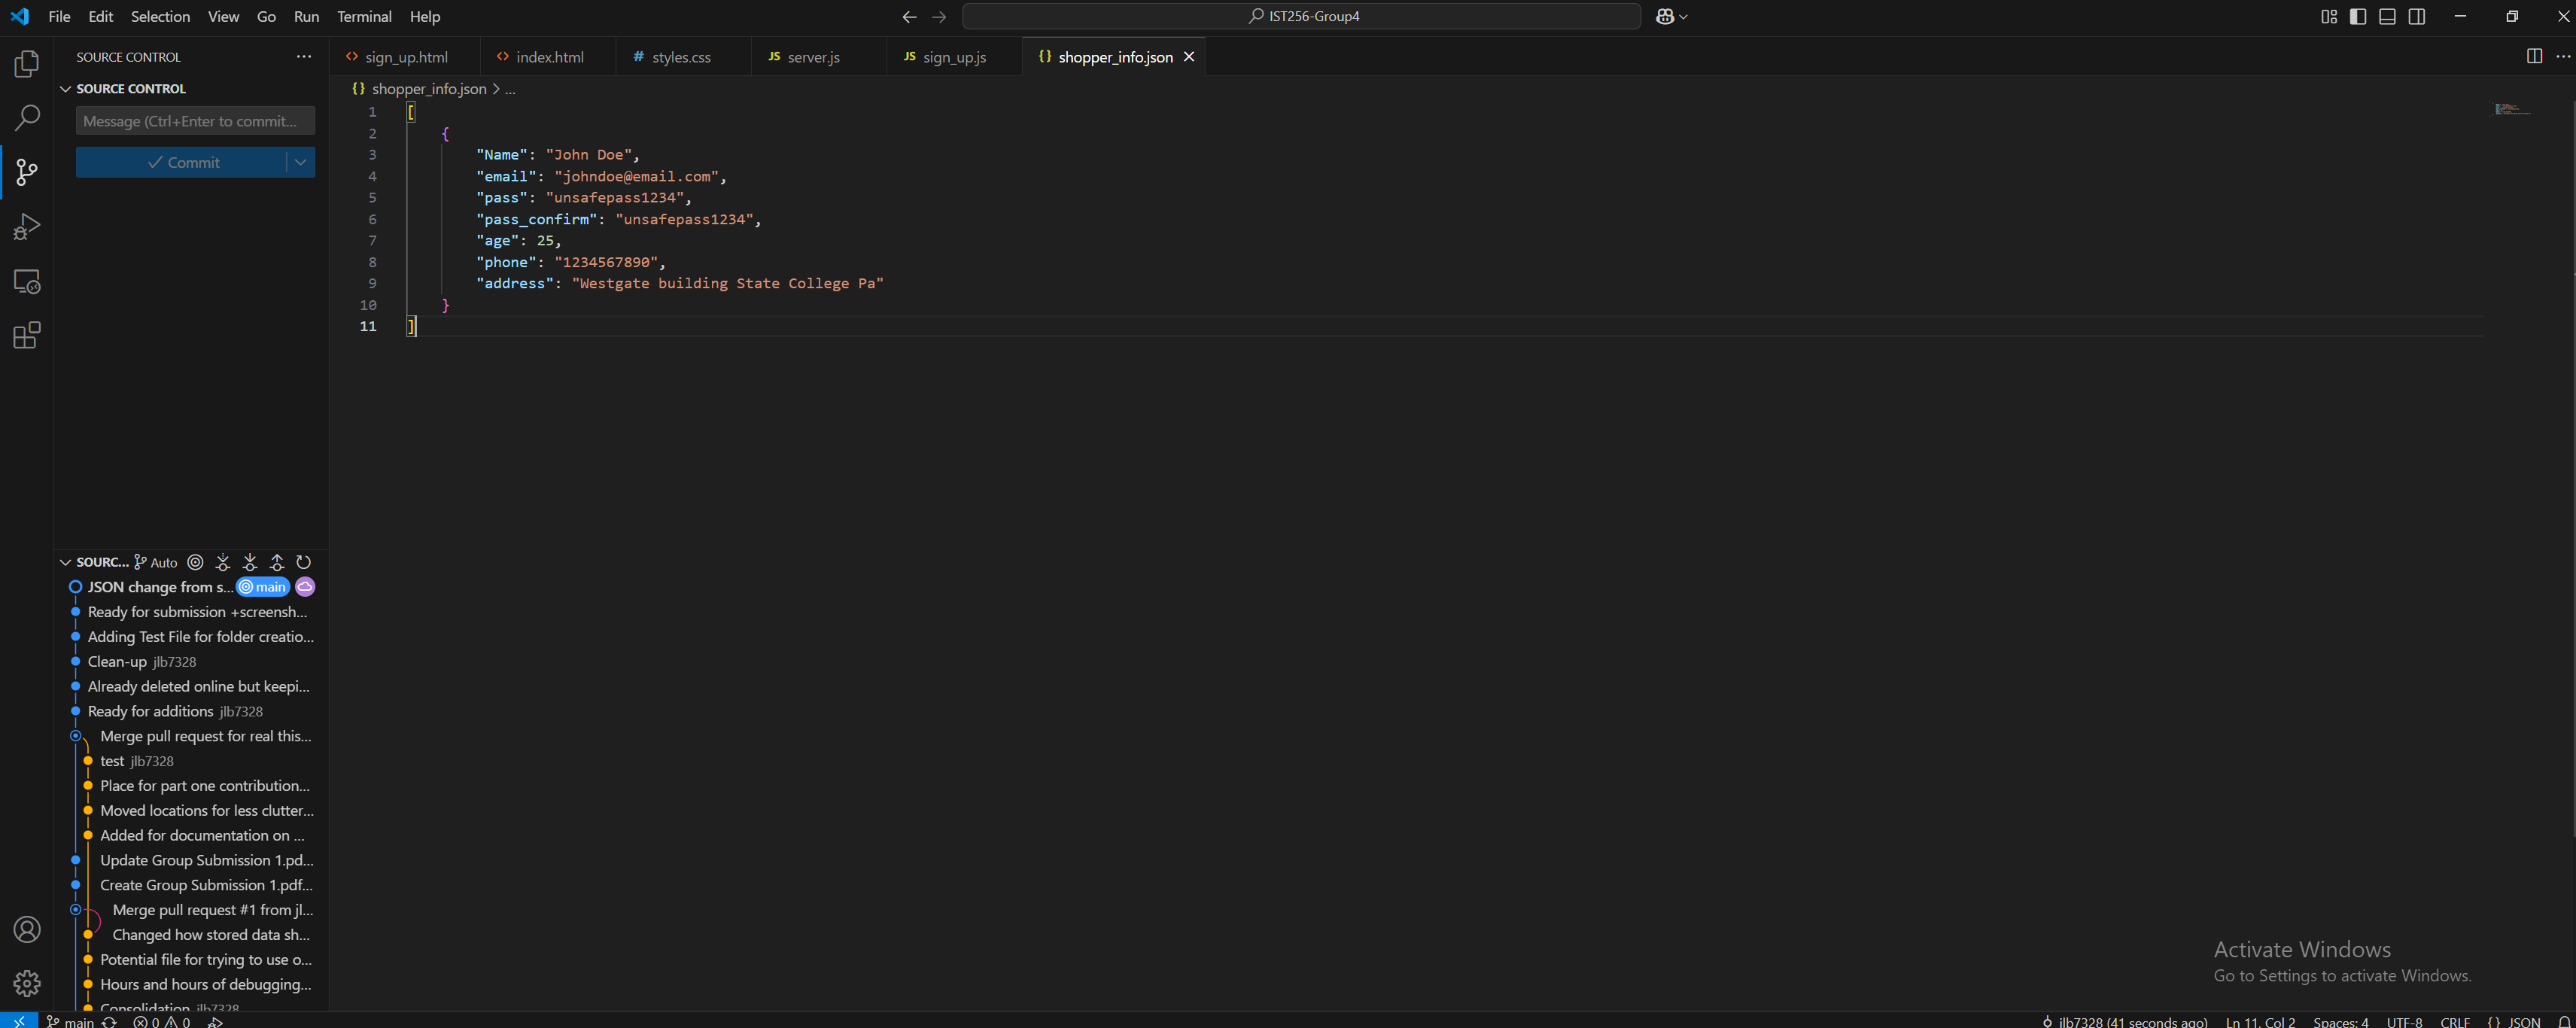 File Edit Selection View Go Run Terminal Help
IST256-Group4
SOURCE CONTROL
SOURCE CONTROL
Message (Ctrl+Enter to commit...
Commit
sign_up.html
index.html
# styles.css
JS server.js
JS sign_up.js
{} shopper_info.json
{} shopper_info.json > ...
1 [
2 {
3 "Name": "John Doe",
4 "email": "johndoe@email.com",
5 "pass": "unsafepass1234",
6 "pass_confirm": "unsafepass1234",
7 "age": 25,
8 "phone": "1234567890",
9 "address": "Westgate building State College Pa"
10 }
11 ]
SOURC... Auto
JSON change from s... main
Ready for submission +screensh...
Adding Test File for folder creatio...
Clean-up jlb7328
Already deleted online but keepi...
Ready for additions jlb7328
Merge pull request for real this...
test jlb7328
Place for part one contribution...
Moved locations for less clutter...
Added for documentation on ...
Update Group Submission 1.pd...
Create Group Submission 1.pdf...
Merge pull request #1 from jl...
Changed how stored data sh...
Potential file for trying to use o...
Hours and hours of debugging...
Consolidation jlb7328
Activate Windows
Go to Settings to activate Windows.
main 0 0
jlb7328 (41 seconds ago) Ln 11, Col 2 Spaces: 4 UTF-8 CRLF {} JSON